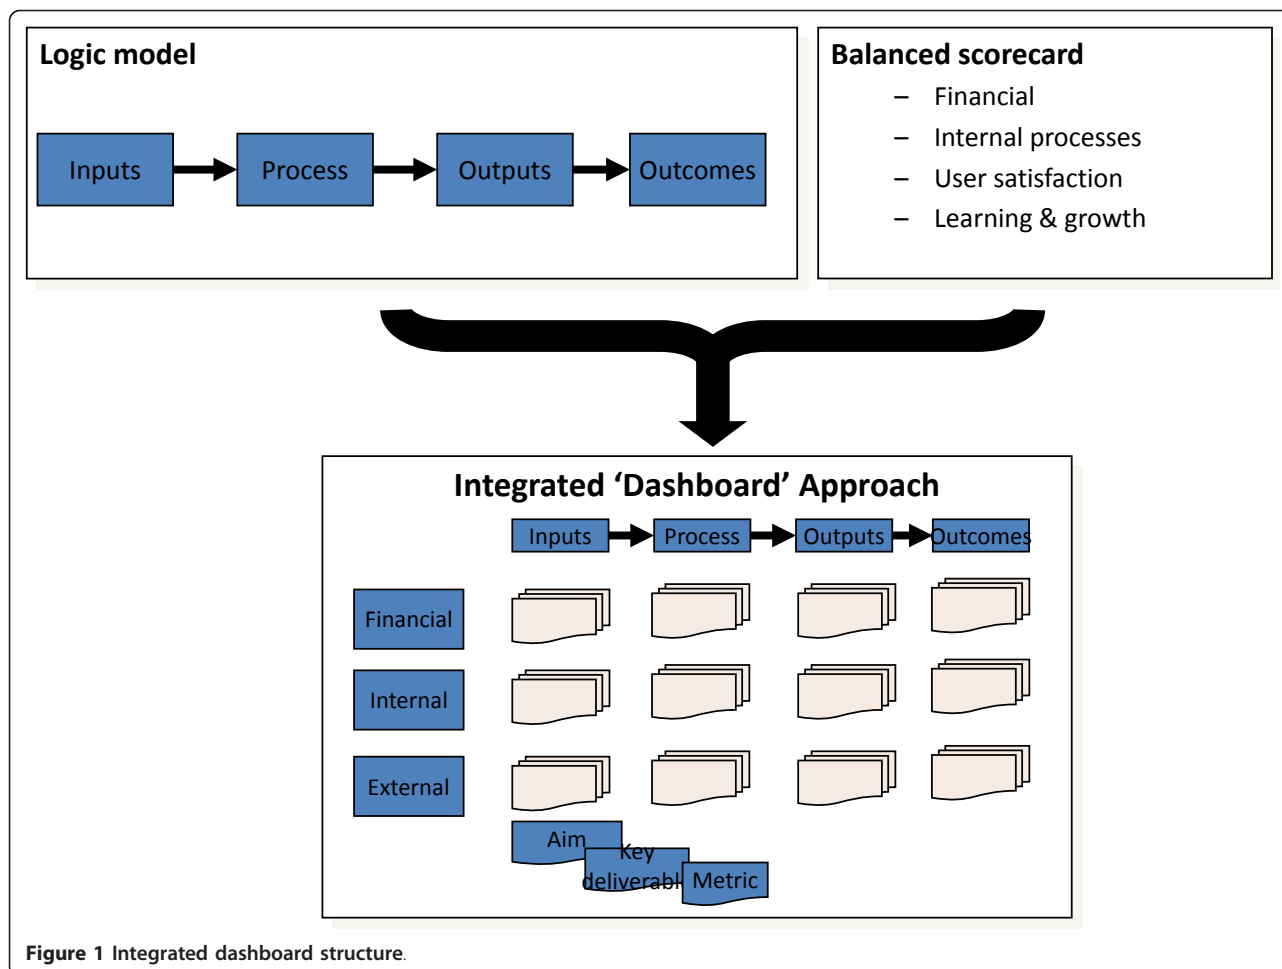 Logic model
Inputs
Process
Outputs
Outcomes
Balanced scorecard
– Financial
– Internal processes
– User satisfaction
– Learning & growth
Integrated ‘Dashboard’ Approach
Inputs
Process
Outputs
Outcomes
Financial
Internal
External
Aim
Key
deliverable
Metric
Figure 1 Integrated dashboard structure.